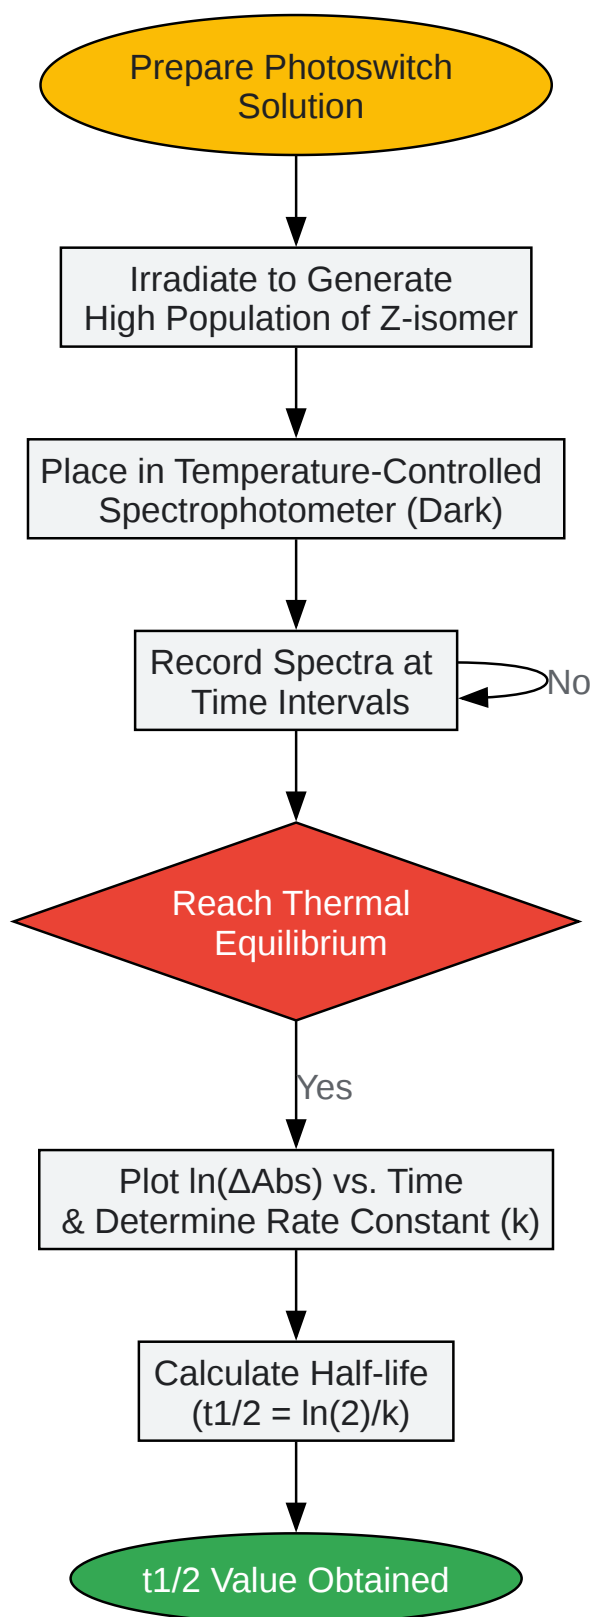 Prepare Photoswitch
Solution
Irradiate to Generate
High Population of Z-isomer
Place in Temperature-Controlled
Spectrophotometer (Dark)
Record Spectra at
Time Intervals
No
Reach Thermal
Equilibrium
Yes
Plot ln(ΔAbs) vs. Time
& Determine Rate Constant (k)
Calculate Half-life
(t1/2 = ln(2)/k)
t1/2 Value Obtained